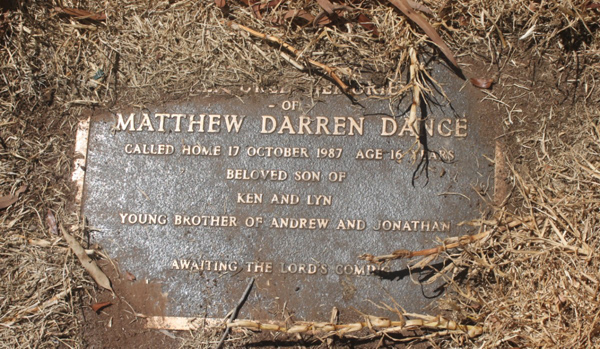 - OF
MATTHEW DARREN DANCE
CALLED HOME 17 OCTOBER 1987 AGE 16 YEARS
BELOVED SON OF
KEN AND LYN
YOUNG BROTHER OF ANDREW AND JONATHAN
AWAITING THE LORD'S